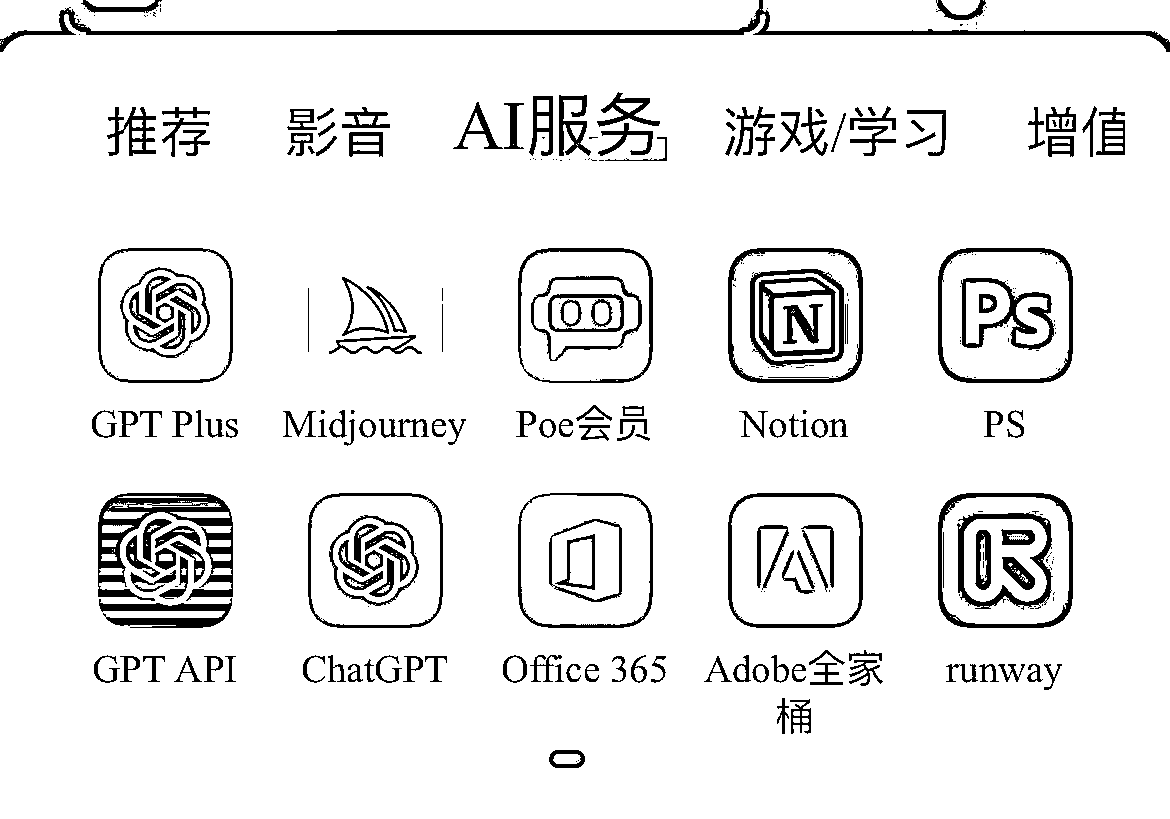 推荐 影音 AI服务 游戏/学习 增值
N Ps
GPT Plus Midjourney Poe会员 Notion PS
R
GPT API ChatGPT Office 365 Adobe全家 runway
桶